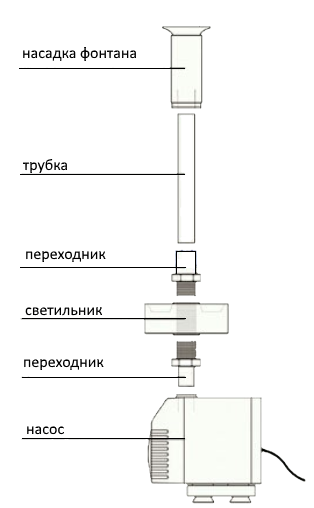 насадка фонтана
трубка
переходник
светильник
переходник
насос